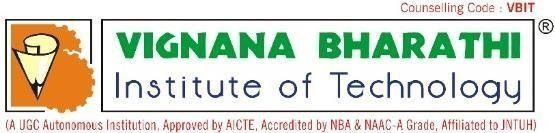 Counselling Code : VBIT
VIGNANA BHARATHI ®
Institute of Technology
(A UGC Autonomous Institution, Approved by AICTE, Accredited by NBA & NAAC-A Grade, Affiliated to JNTUH)